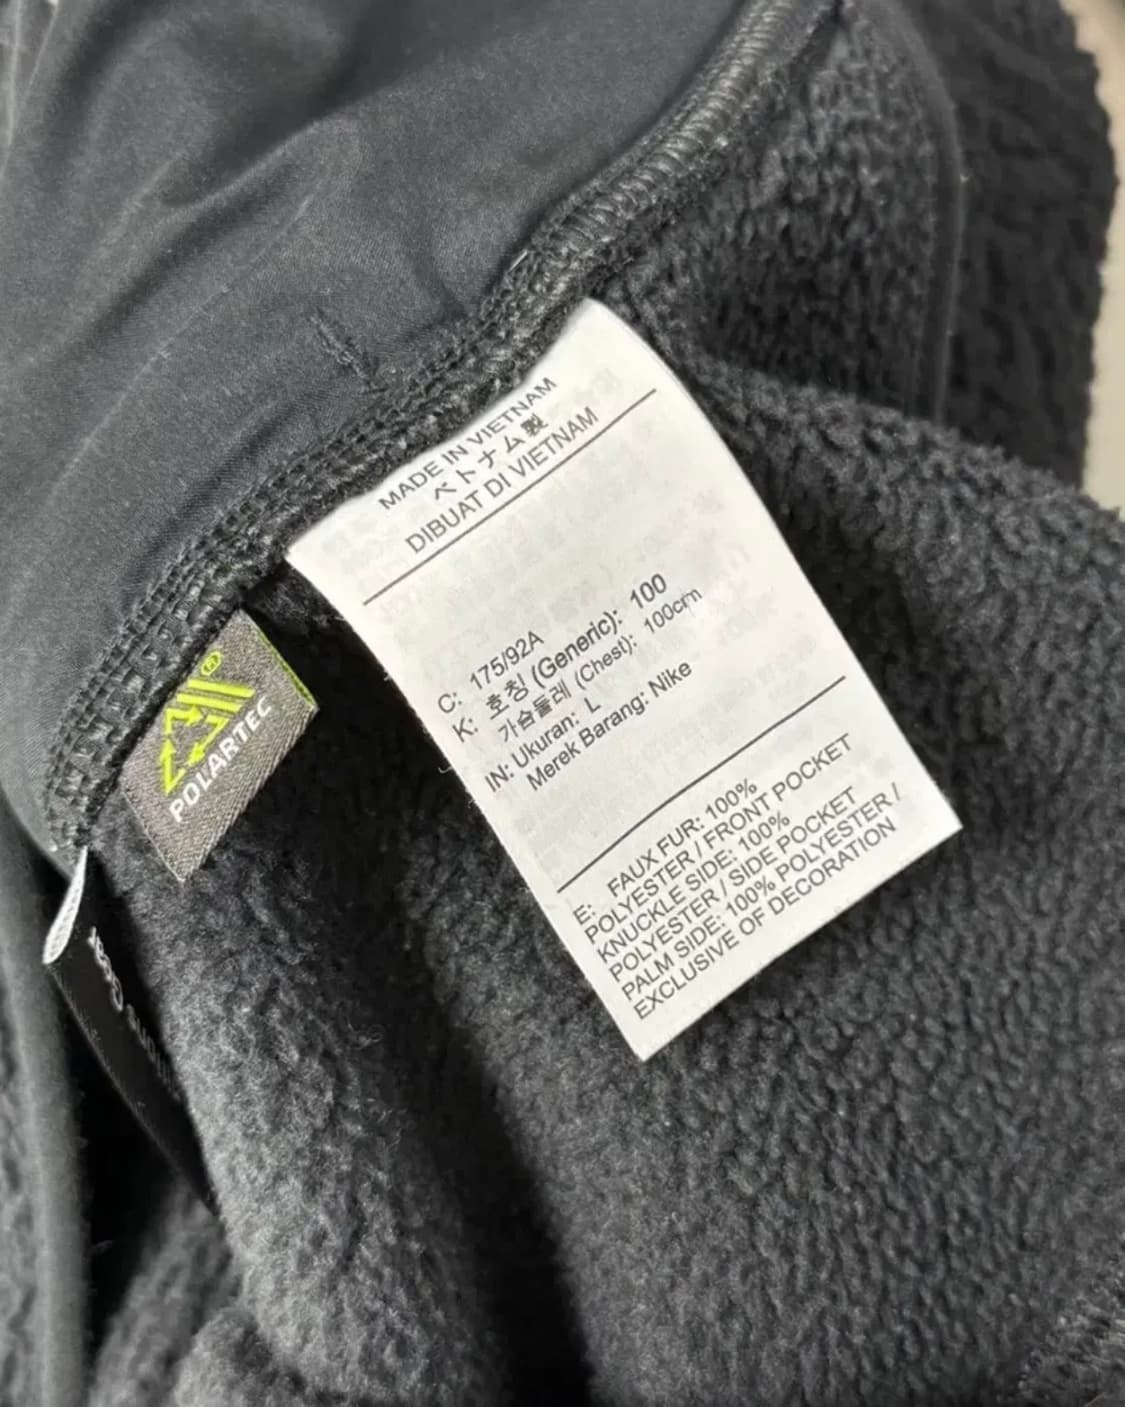 MADE IN VIETNAM
ベトナム製
DIBUAT DI VIETNAM
C: 175/92A
K: 호칭 (Generic): 100
가슴둘레 (Chest): 100cm
IN: Ukuran: L
Merek Barang: Nike
E: FAUX FUR: 100%
POLYESTER / FRONT POCKET
KNUCKLE SIDE: 100%
POLYESTER / SIDE POCKET
PALM SIDE: 100% POLYESTER /
EXCLUSIVE OF DECORATION
®
POLARTEC